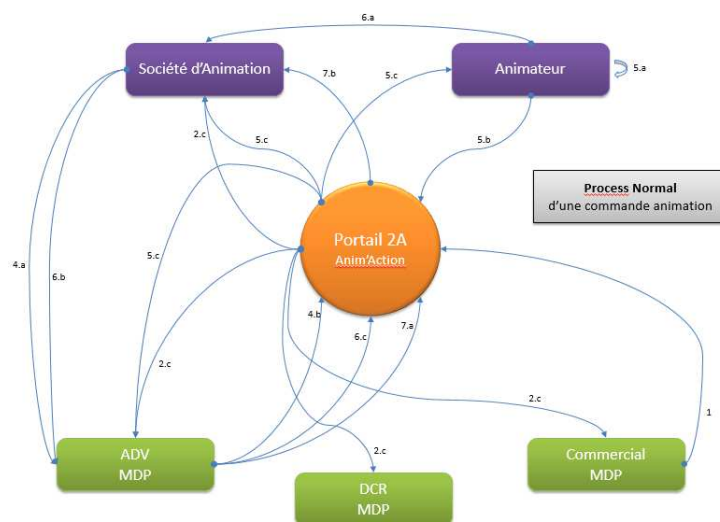 6.a
Société d'Animation
Animateur
5.a
7.b
5.c
2.c
5.c
5.b
Process Normal
d'une commande animation
Portail 2A
Anim'Action
4.a
6.b
5.c
4.b
6.c
7.a
2.c
2.c
1
ADV
MDP
2.c
DCR
MDP
Commercial
MDP